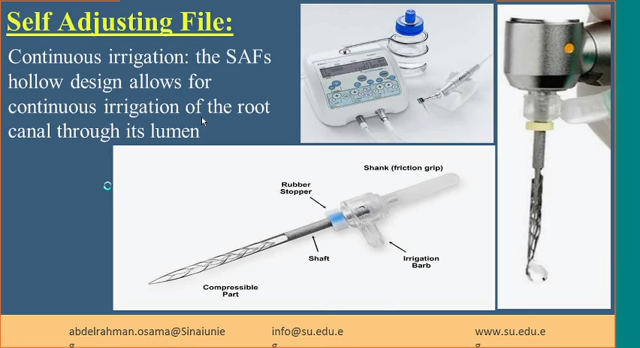 Self Adjusting File:
Continuous irrigation: the SAFs
hollow design allows for
continuous irrigation of the root
canal through its lumen
Shank (friction grip)
Rubber
Stopper
Shaft
Irrigation
Barb
Compressible
Part
abdelrahman.osama@Sinaiunie
g
info@su.edu.e
g
www.su.edu.e
g